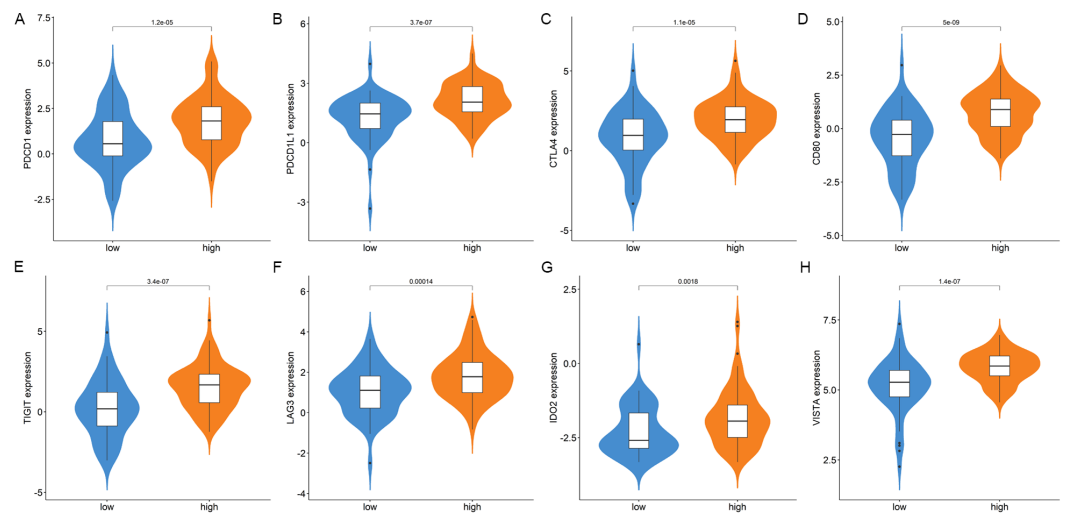 A
PDCD1 expression
7.5
5.0
2.5
0.0
-2.5
1.2e-05
low
high
B
PDCD1L1 expression
6
3
0
-3
3.7e-07
low
high
C
CTLA4 expression
5
0
-5
1.1e-05
low
high
D
CD80 expression
5.0
2.5
0.0
-2.5
-5.0
5e-09
low
high
E
TIGIT expression
5
0
-5
3.4e-07
low
high
F
LAG3 expression
6
4
2
0
-2
-4
0.00014
low
high
G
IDO2 expression
2.5
0.0
-2.5
0.0018
low
high
H
VISTA expression
7.5
5.0
2.5
1.4e-07
low
high